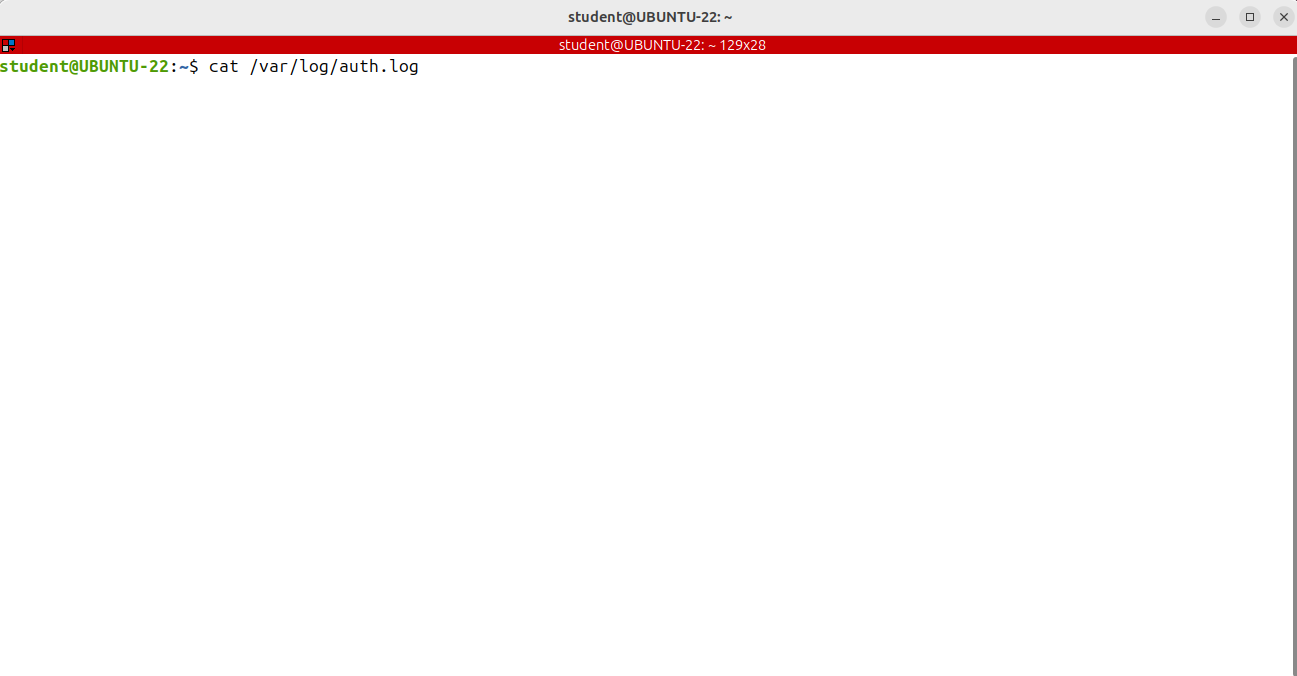 student@UBUNTU-22: ~
student@UBUNTU-22: ~ 129x28
student@UBUNTU-22:~$ cat /var/log/auth.log